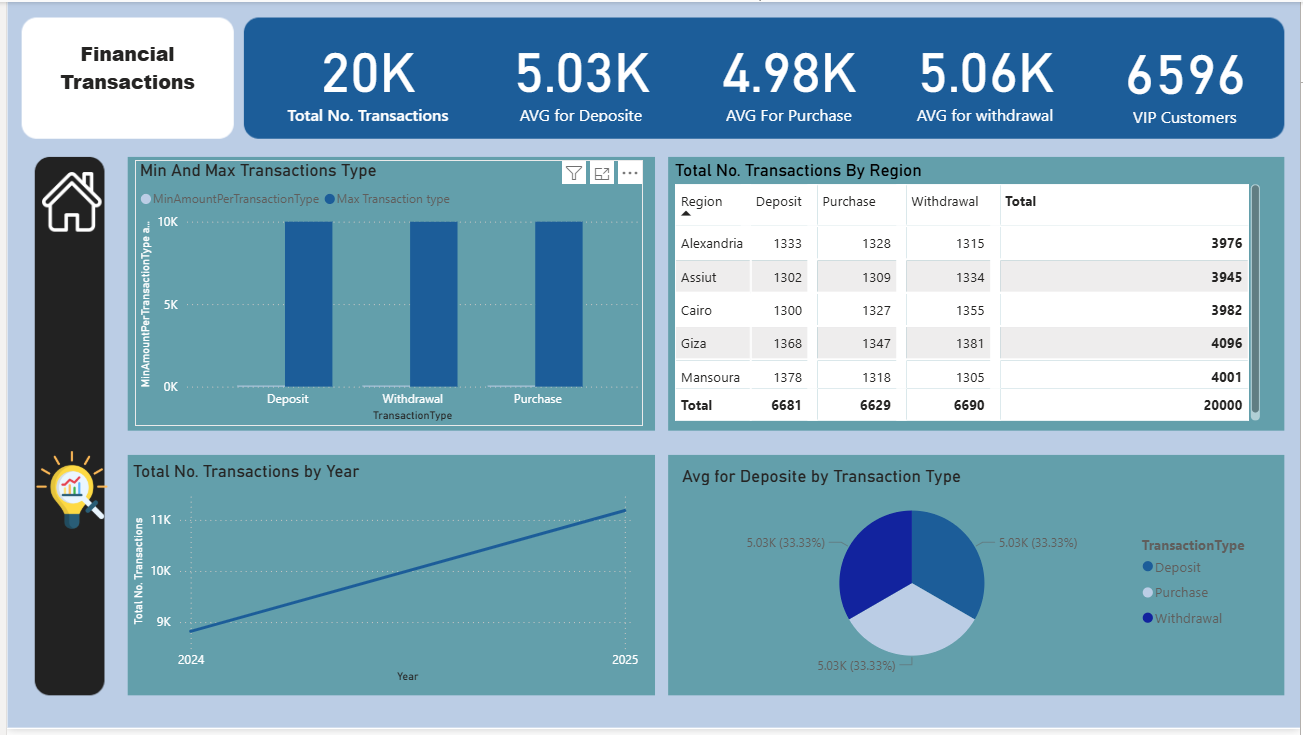 Financial
Transactions
20K
Total No. Transactions
5.03K
AVG for Deposite
4.98K
AVG For Purchase
5.06K
AVG for withdrawal
6596
VIP Customers
Min And Max Transactions Type
MinAmountPerTransactionType Max Transaction type
MinAmountPerTransactionType a...
10K
5K
0K
Deposit Withdrawal Purchase
TransactionType
Total No. Transactions By Region
Region Deposit Purchase Withdrawal Total
Alexandria 1333 1328 1315 3976
Assiut 1302 1309 1334 3945
Cairo 1300 1327 1355 3982
Giza 1368 1347 1381 4096
Mansoura 1378 1318 1305 4001
Total 6681 6629 6690 20000
Total No. Transactions by Year
Total No. Transactions
11K
10K
9K
2024 2025
Year
Avg for Deposite by Transaction Type
5.03K (33.33%)
5.03K (33.33%)
5.03K (33.33%)
TransactionType
Deposit
Purchase
Withdrawal